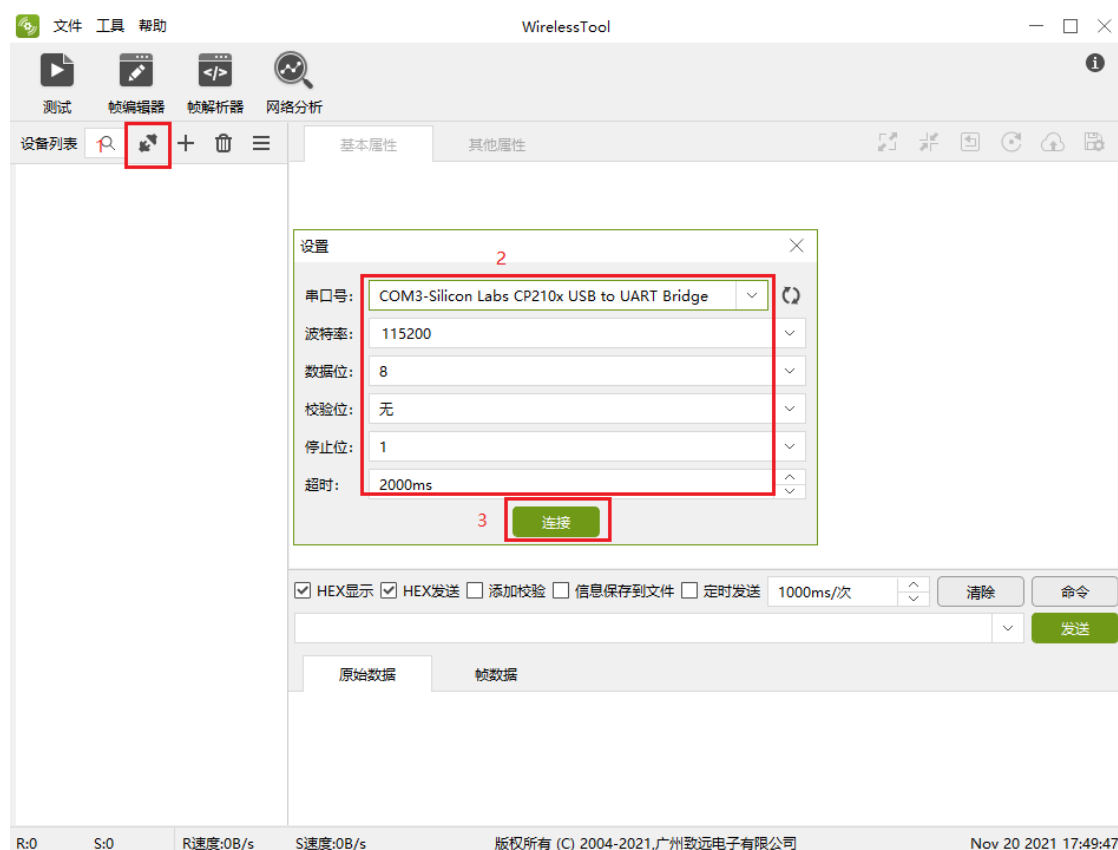 文件 工具 帮助 WirelessTool
测试 帧编辑器 帧解析器 网络分析
设备列表 1 基本属性 其他属性
设置
2
串口号: COM3-Silicon Labs CP210x USB to UART Bridge
波特率: 115200
数据位: 8
校验位: 无
停止位: 1
超时: 2000ms
3 连接
HEX显示 HEX发送 添加校验 信息保存到文件 定时发送 1000ms/次 清除 命令
发送
原始数据 帧数据
R:0 S:0 R速度:0B/s S速度:0B/s 版权所有 (C) 2004-2021,广州致远电子有限公司 Nov 20 2021 17:49:47